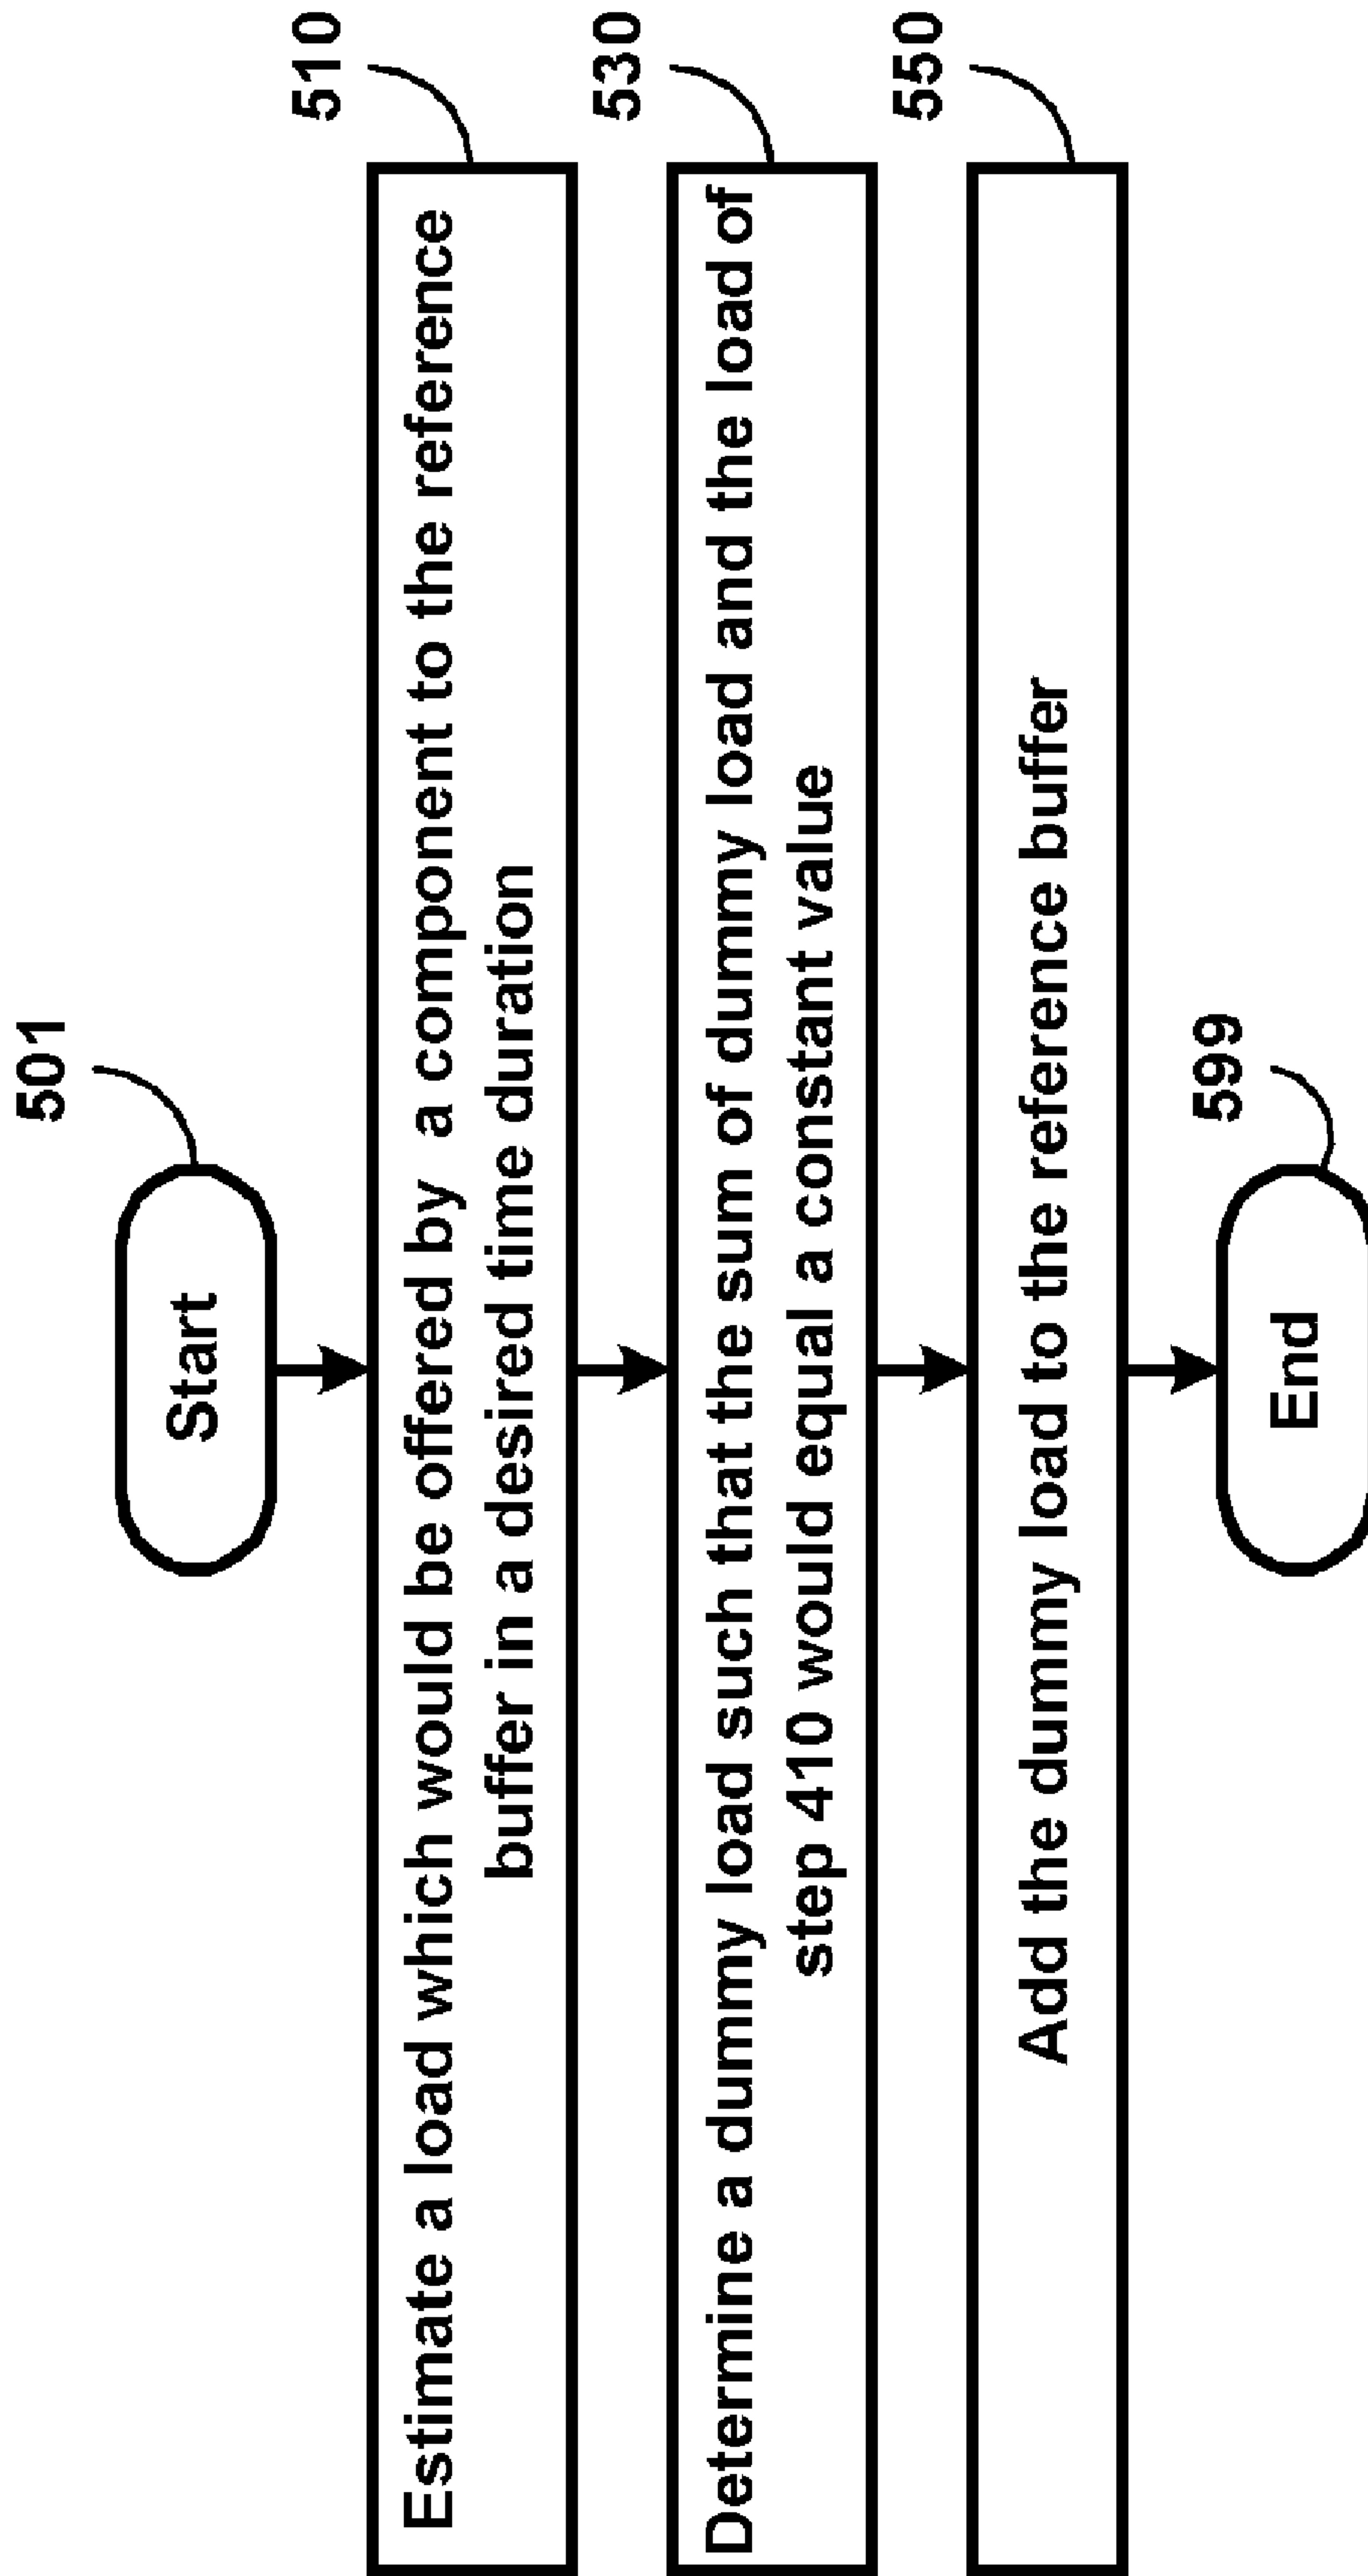 501
Start
510
Estimate a load which would be offered by a component to the reference
buffer in a desired time duration
530
Determine a dummy load such that the sum of dummy load and the load of
step 410 would equal a constant value
550
Add the dummy load to the reference buffer
599
End